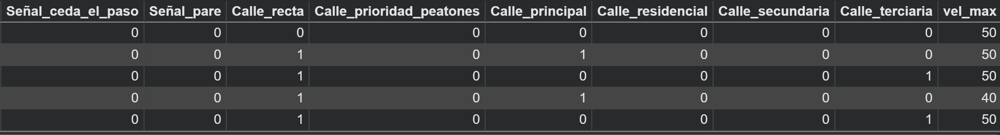 Señal_ceda_el_paso Señal_pare Calle_recta Calle_prioridad_peatones Calle_principal Calle_residencial Calle_secundaria Calle_terciaria vel_max
0 0 0 0 0 0 0 0 50
0 0 1 0 1 0 0 0 50
0 0 1 0 0 0 0 1 50
0 0 1 0 1 0 0 0 40
0 0 1 0 0 0 0 1 50